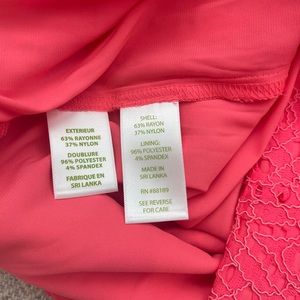 EXTERIEUR
63% RAYONNE
37% NYLON
DOUBLURE
96% POLYESTER
4% SPANDEX
FABRIQUE EN
SRI LANKA
SHELL:
63% RAYON
37% NYLON
LINING:
96% POLYESTER
4% SPANDEX
MADE IN
SRI LANKA
RN #88189
SEE REVERSE
FOR CARE